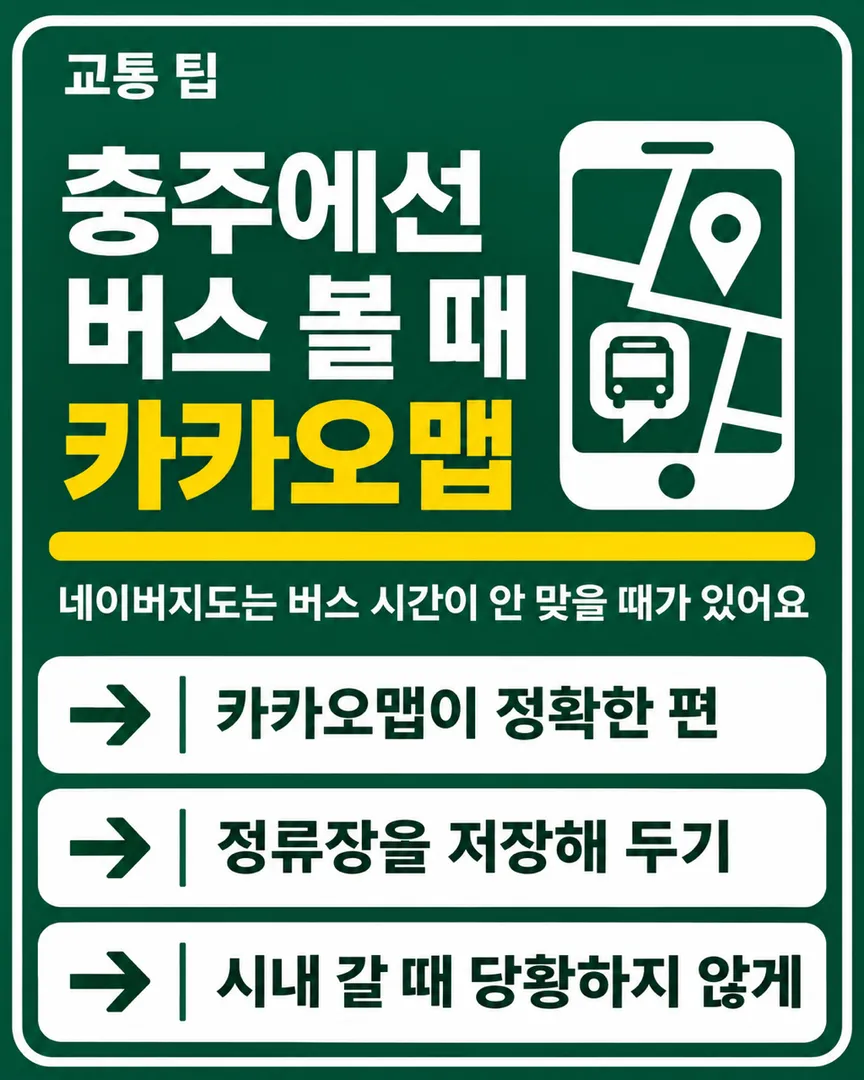 교통 팁
충주에선
버스 볼 때
카카오맵
네이버지도는 버스 시간이 안 맞을 때가 있어요
카카오맵이 정확한 편
정류장을 저장해 두기
시내 갈 때 당황하지 않게